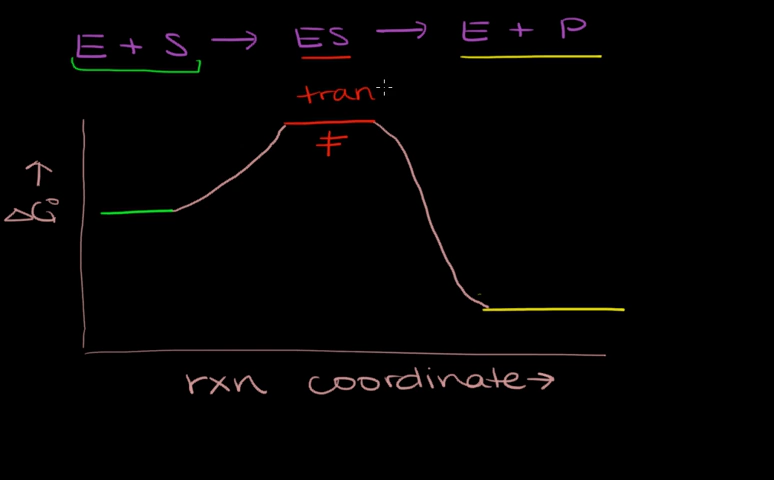 E + S → ES → E + P
tran
≠
↑
ΔG°
rxn coordinate→